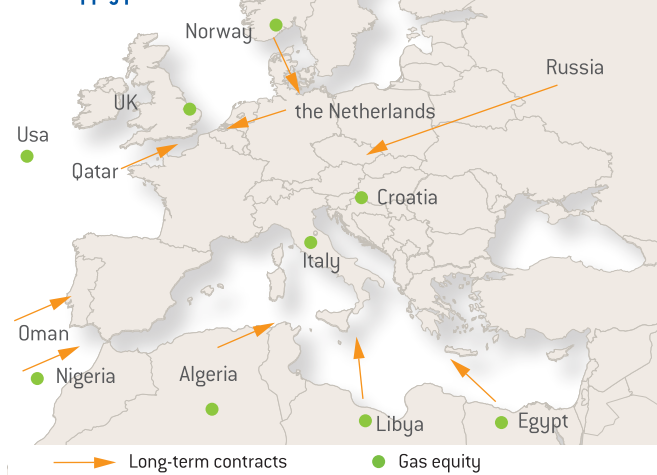 Norway
Russia
UK
the Netherlands
Usa
Qatar
Croatia
Italy
Oman
Nigeria
Algeria
Libya
Egypt
Long-term contracts
Gas equity